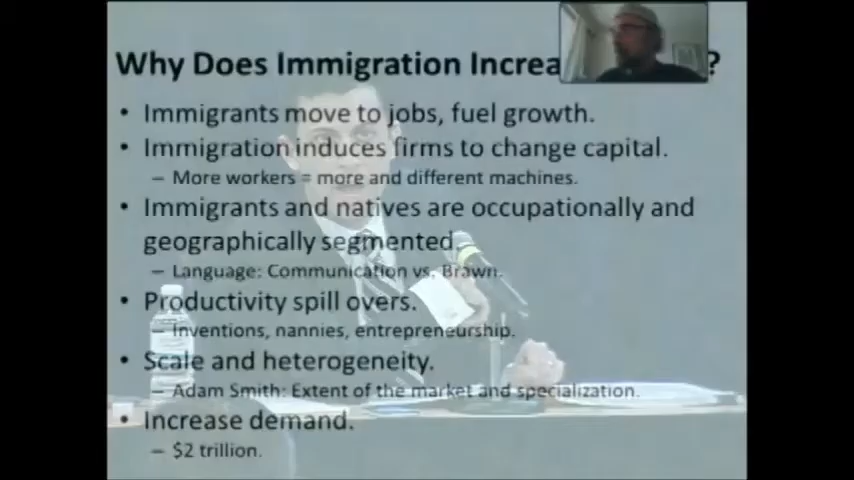 Why Does Immigration Increa ?
• Immigrants move to jobs, fuel growth.
• Immigration induces firms to change capital.
– More workers = more and different machines.
• Immigrants and natives are occupationally and
geographically segmented.
– Language: Communication vs. Brawn.
• Productivity spill overs.
– Inventions, nannies, entrepreneurship.
• Scale and heterogeneity.
– Adam Smith: Extent of the market and specialization.
• Increase demand.
– $2 trillion.